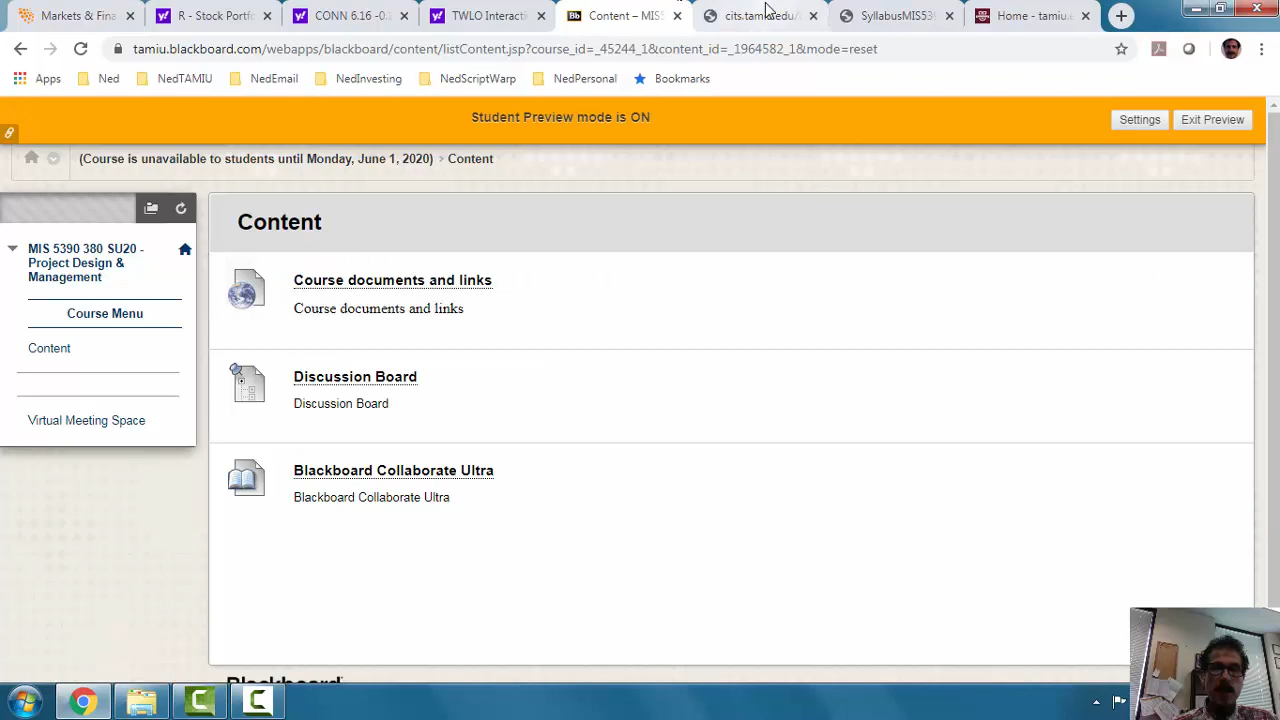 Markets & Fina
R - Stock Portf
CONN 6.16 -0.
TWLO Interac
Content – MIS
cits.tamiu.edu/
SyllabusMIS53
Home - tamiu.e
tamiu.blackboard.com/webapps/blackboard/content/listContent.jsp?course_id=_45244_1&content_id=_1964582_1&mode=reset
Apps
Ned
NedTAMIU
NedEmail
NedInvesting
NedScriptWarp
NedPersonal
Bookmarks
Student Preview mode is ON
Settings
Exit Preview
(Course is unavailable to students until Monday, June 1, 2020) > Content
MIS 5390 380 SU20 -
Project Design &
Management
Course Menu
Content
Virtual Meeting Space
Content
Course documents and links
Course documents and links
Discussion Board
Discussion Board
Blackboard Collaborate Ultra
Blackboard Collaborate Ultra
Blackboard